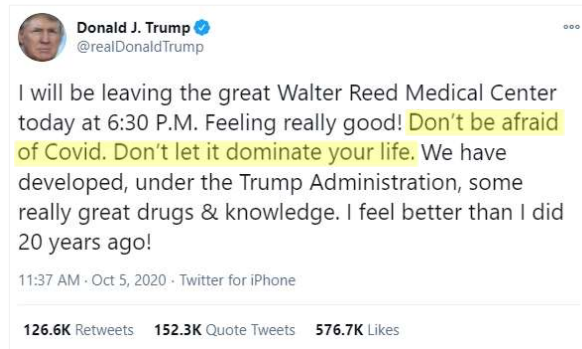 Donald J. Trump
@realDonaldTrump
I will be leaving the great Walter Reed Medical Center
today at 6:30 P.M. Feeling really good! Don't be afraid
of Covid. Don't let it dominate your life. We have
developed, under the Trump Administration, some
really great drugs & knowledge. I feel better than I did
20 years ago!
11:37 AM · Oct 5, 2020 · Twitter for iPhone
126.6K Retweets 152.3K Quote Tweets 576.7K Likes